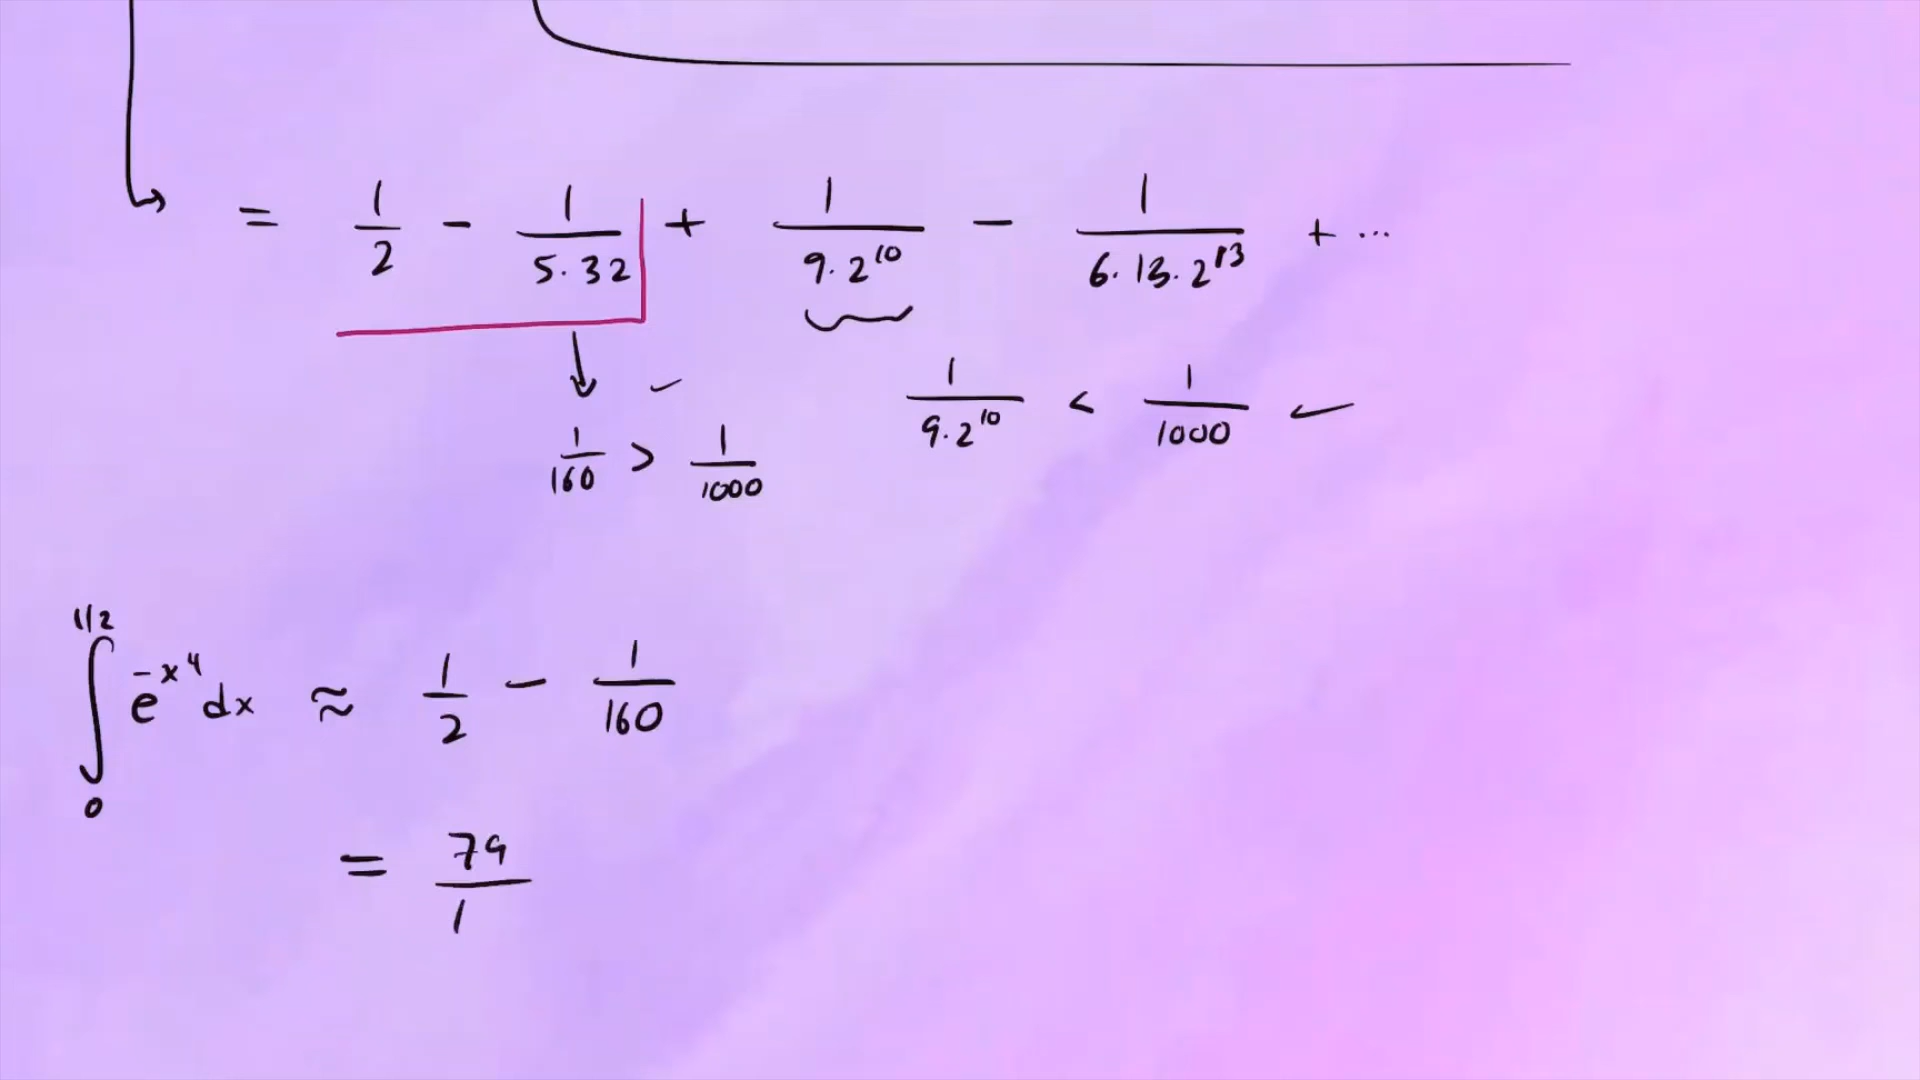 = 1/2 - 1/(5.32) + 1/(9.2^10) - 1/(6.13.2^13) + ...
1/160 > 1/1000
1/(9.2^10) < 1/1000
∫_0^{1/2} e^{-x^4} dx ≈ 1/2 - 1/160
= 79/1